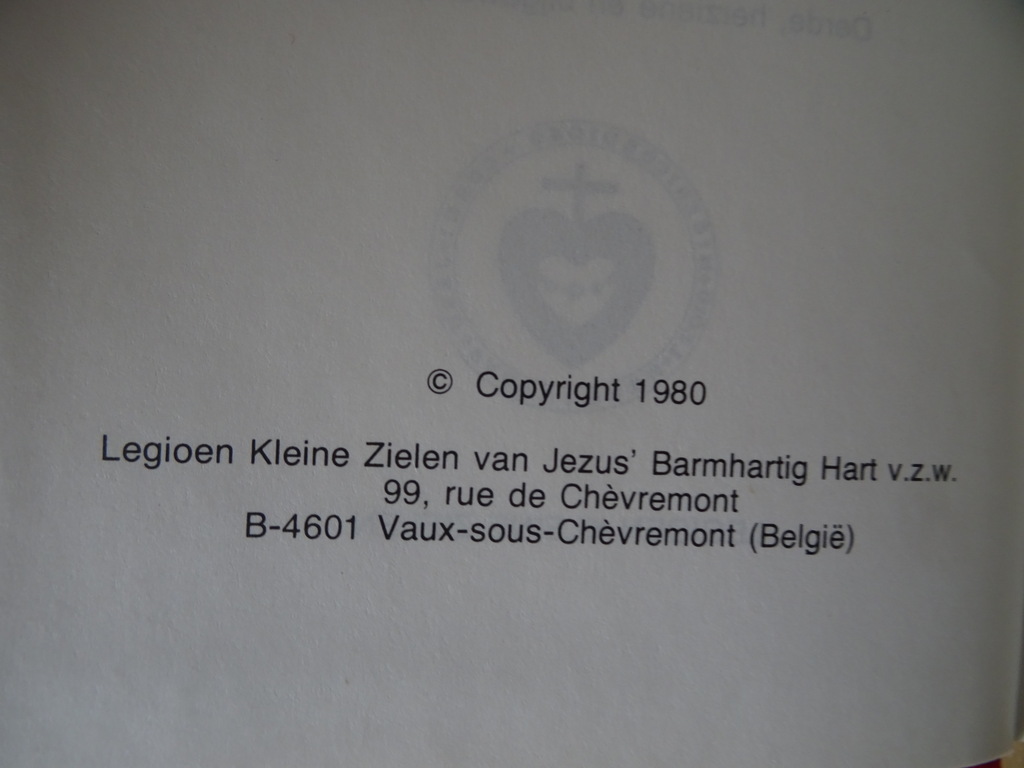 © Copyright 1980
Legioen Kleine Zielen van Jezus' Barmhartig Hart v.z.w.
99, rue de Chèvremont
B-4601 Vaux-sous-Chèvremont (België)